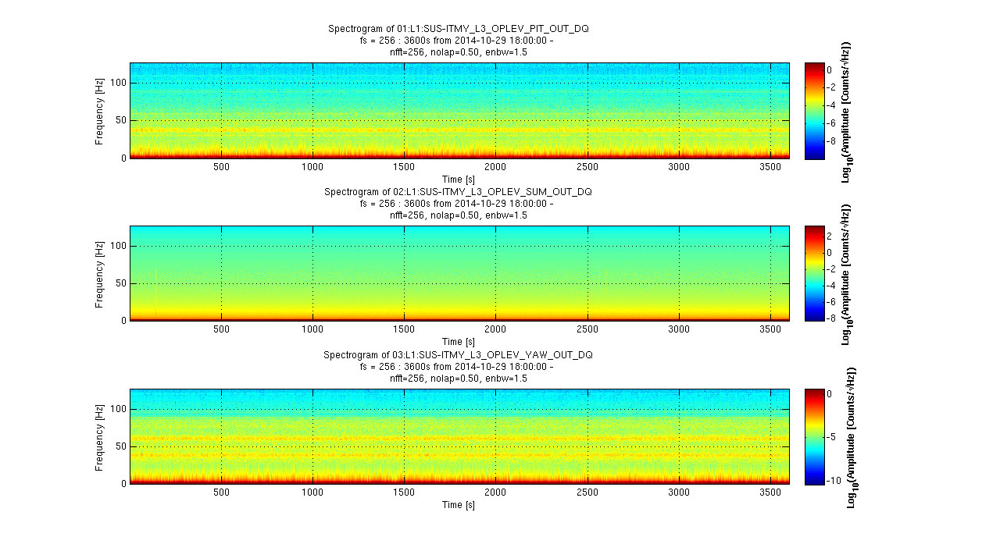 Spectrogram of 01:L1:SUS-ITMY_L3_OPLEV_PIT_OUT_DQ
fs = 256 : 3600s from 2014-10-29 18:00:00 -
nfft=256, nolap=0.50, enbw=1.5
Frequency [Hz]
100
50
0
500 1000 1500 2000 2500 3000 3500
Time [s]
0
-2
-4
-6
-8
Log10(Amplitude [Counts/√Hz])
Spectrogram of 02:L1:SUS-ITMY_L3_OPLEV_SUM_OUT_DQ
fs = 256 : 3600s from 2014-10-29 18:00:00 -
nfft=256, nolap=0.50, enbw=1.5
Frequency [Hz]
100
50
0
500 1000 1500 2000 2500 3000 3500
Time [s]
2
0
-2
-4
-6
-8
Log10(Amplitude [Counts/√Hz])
Spectrogram of 03:L1:SUS-ITMY_L3_OPLEV_YAW_OUT_DQ
fs = 256 : 3600s from 2014-10-29 18:00:00 -
nfft=256, nolap=0.50, enbw=1.5
Frequency [Hz]
100
50
0
500 1000 1500 2000 2500 3000 3500
Time [s]
0
-5
-10
Log10(Amplitude [Counts/√Hz])